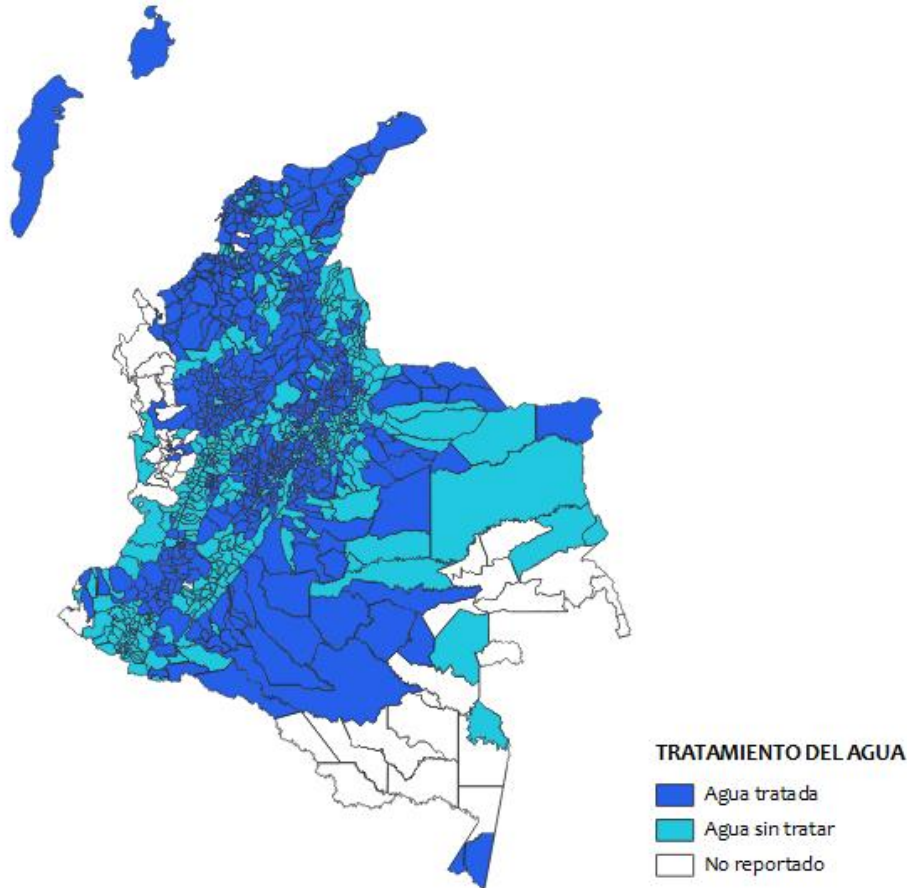 TRATAMIENTO DEL AGUA
Agua tratada
Agua sin tratar
No reportado